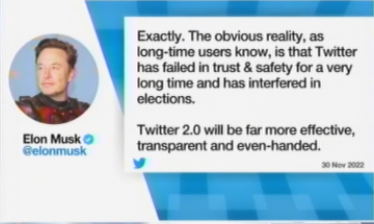 Exactly. The obvious reality, as
long-time users know, is that Twitter
has failed in trust & safety for a very
long time and has interfered in
elections.
Twitter 2.0 will be far more effective,
transparent and even-handed.
30 Nov 2022
Elon Musk
@elonmusk